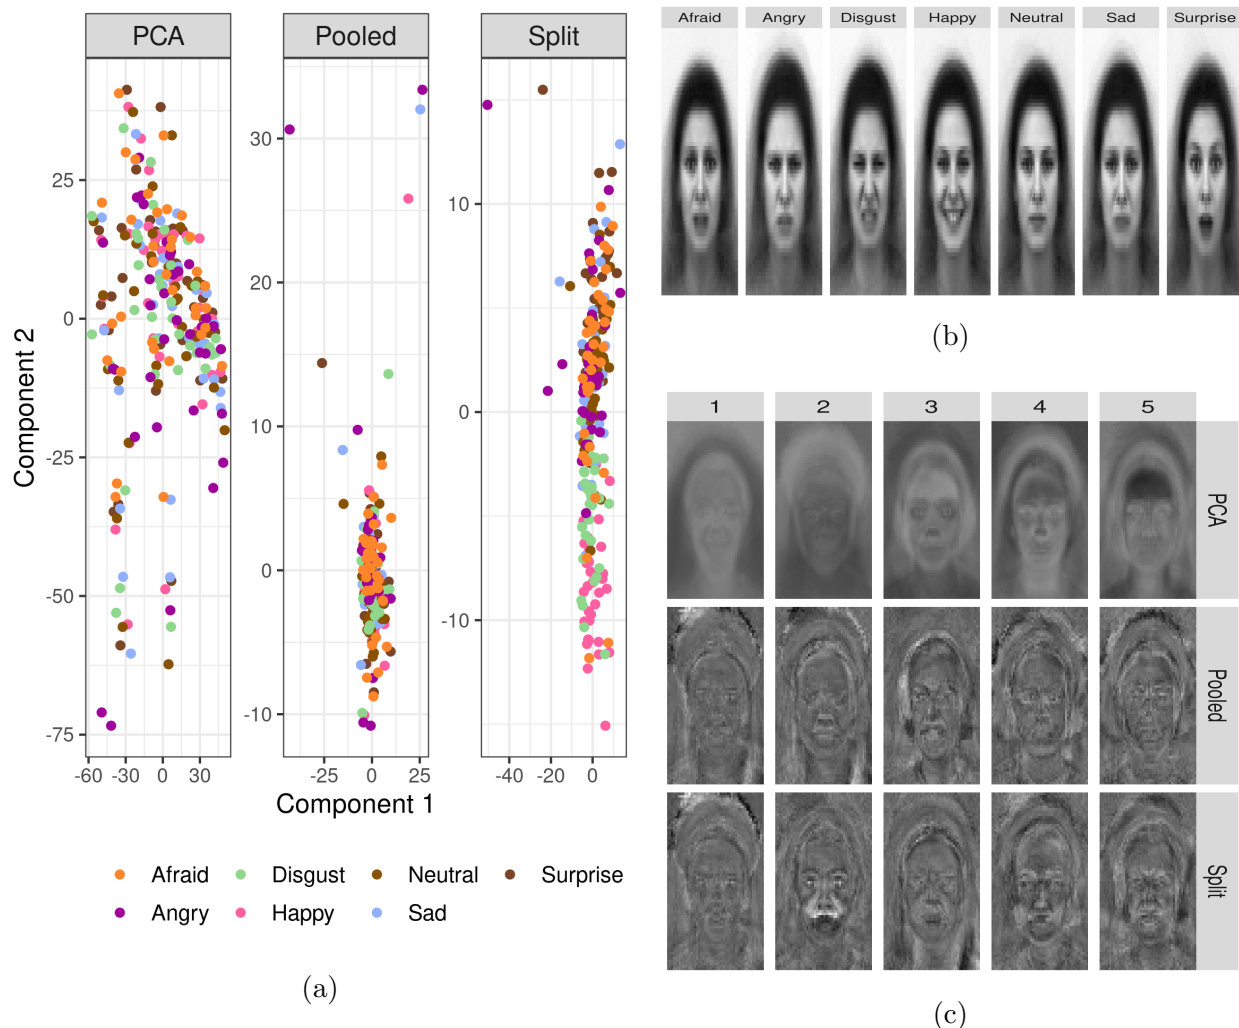 PCA
Pooled
Split
25
0
-25
-50
-75
30
20
10
0
-10
10
0
-10
-60
-30
0
30
-25
0
25
-40
-20
0
Component 2
Component 1
Afraid
Disgust
Neutral
Surprise
Angry
Happy
Sad
(a)
Afraid
Angry
Disgust
Happy
Neutral
Sad
Surprise
(b)
1
2
3
4
5
PCA
Pooled
Split
(c)